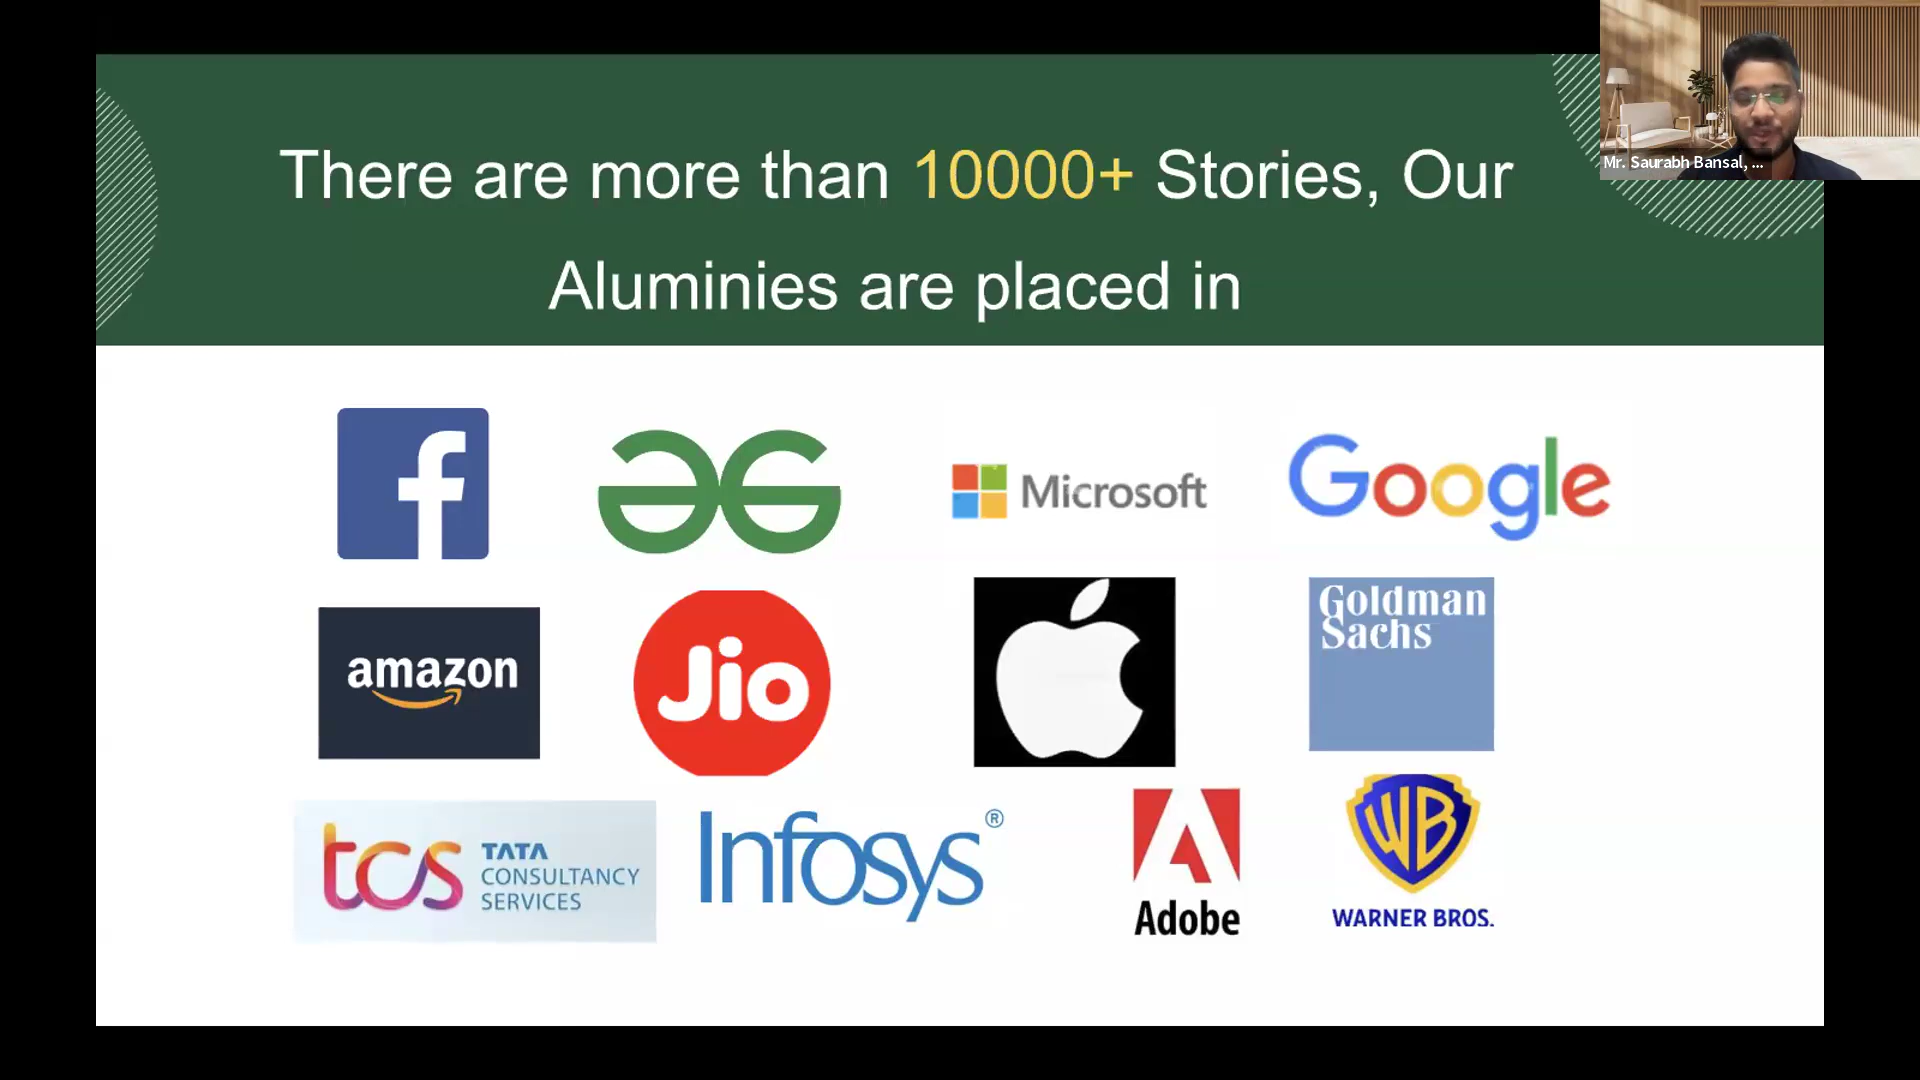 There are more than 10000+ Stories, Our
Aluminies are placed in
Mr. Saurabh Bansal, ...
Microsoft
Google
amazon
Jio
Goldman
Sachs
tcs TATA
CONSULTANCY
SERVICES
Infosys®
Adobe
WB
WARNER BROS.